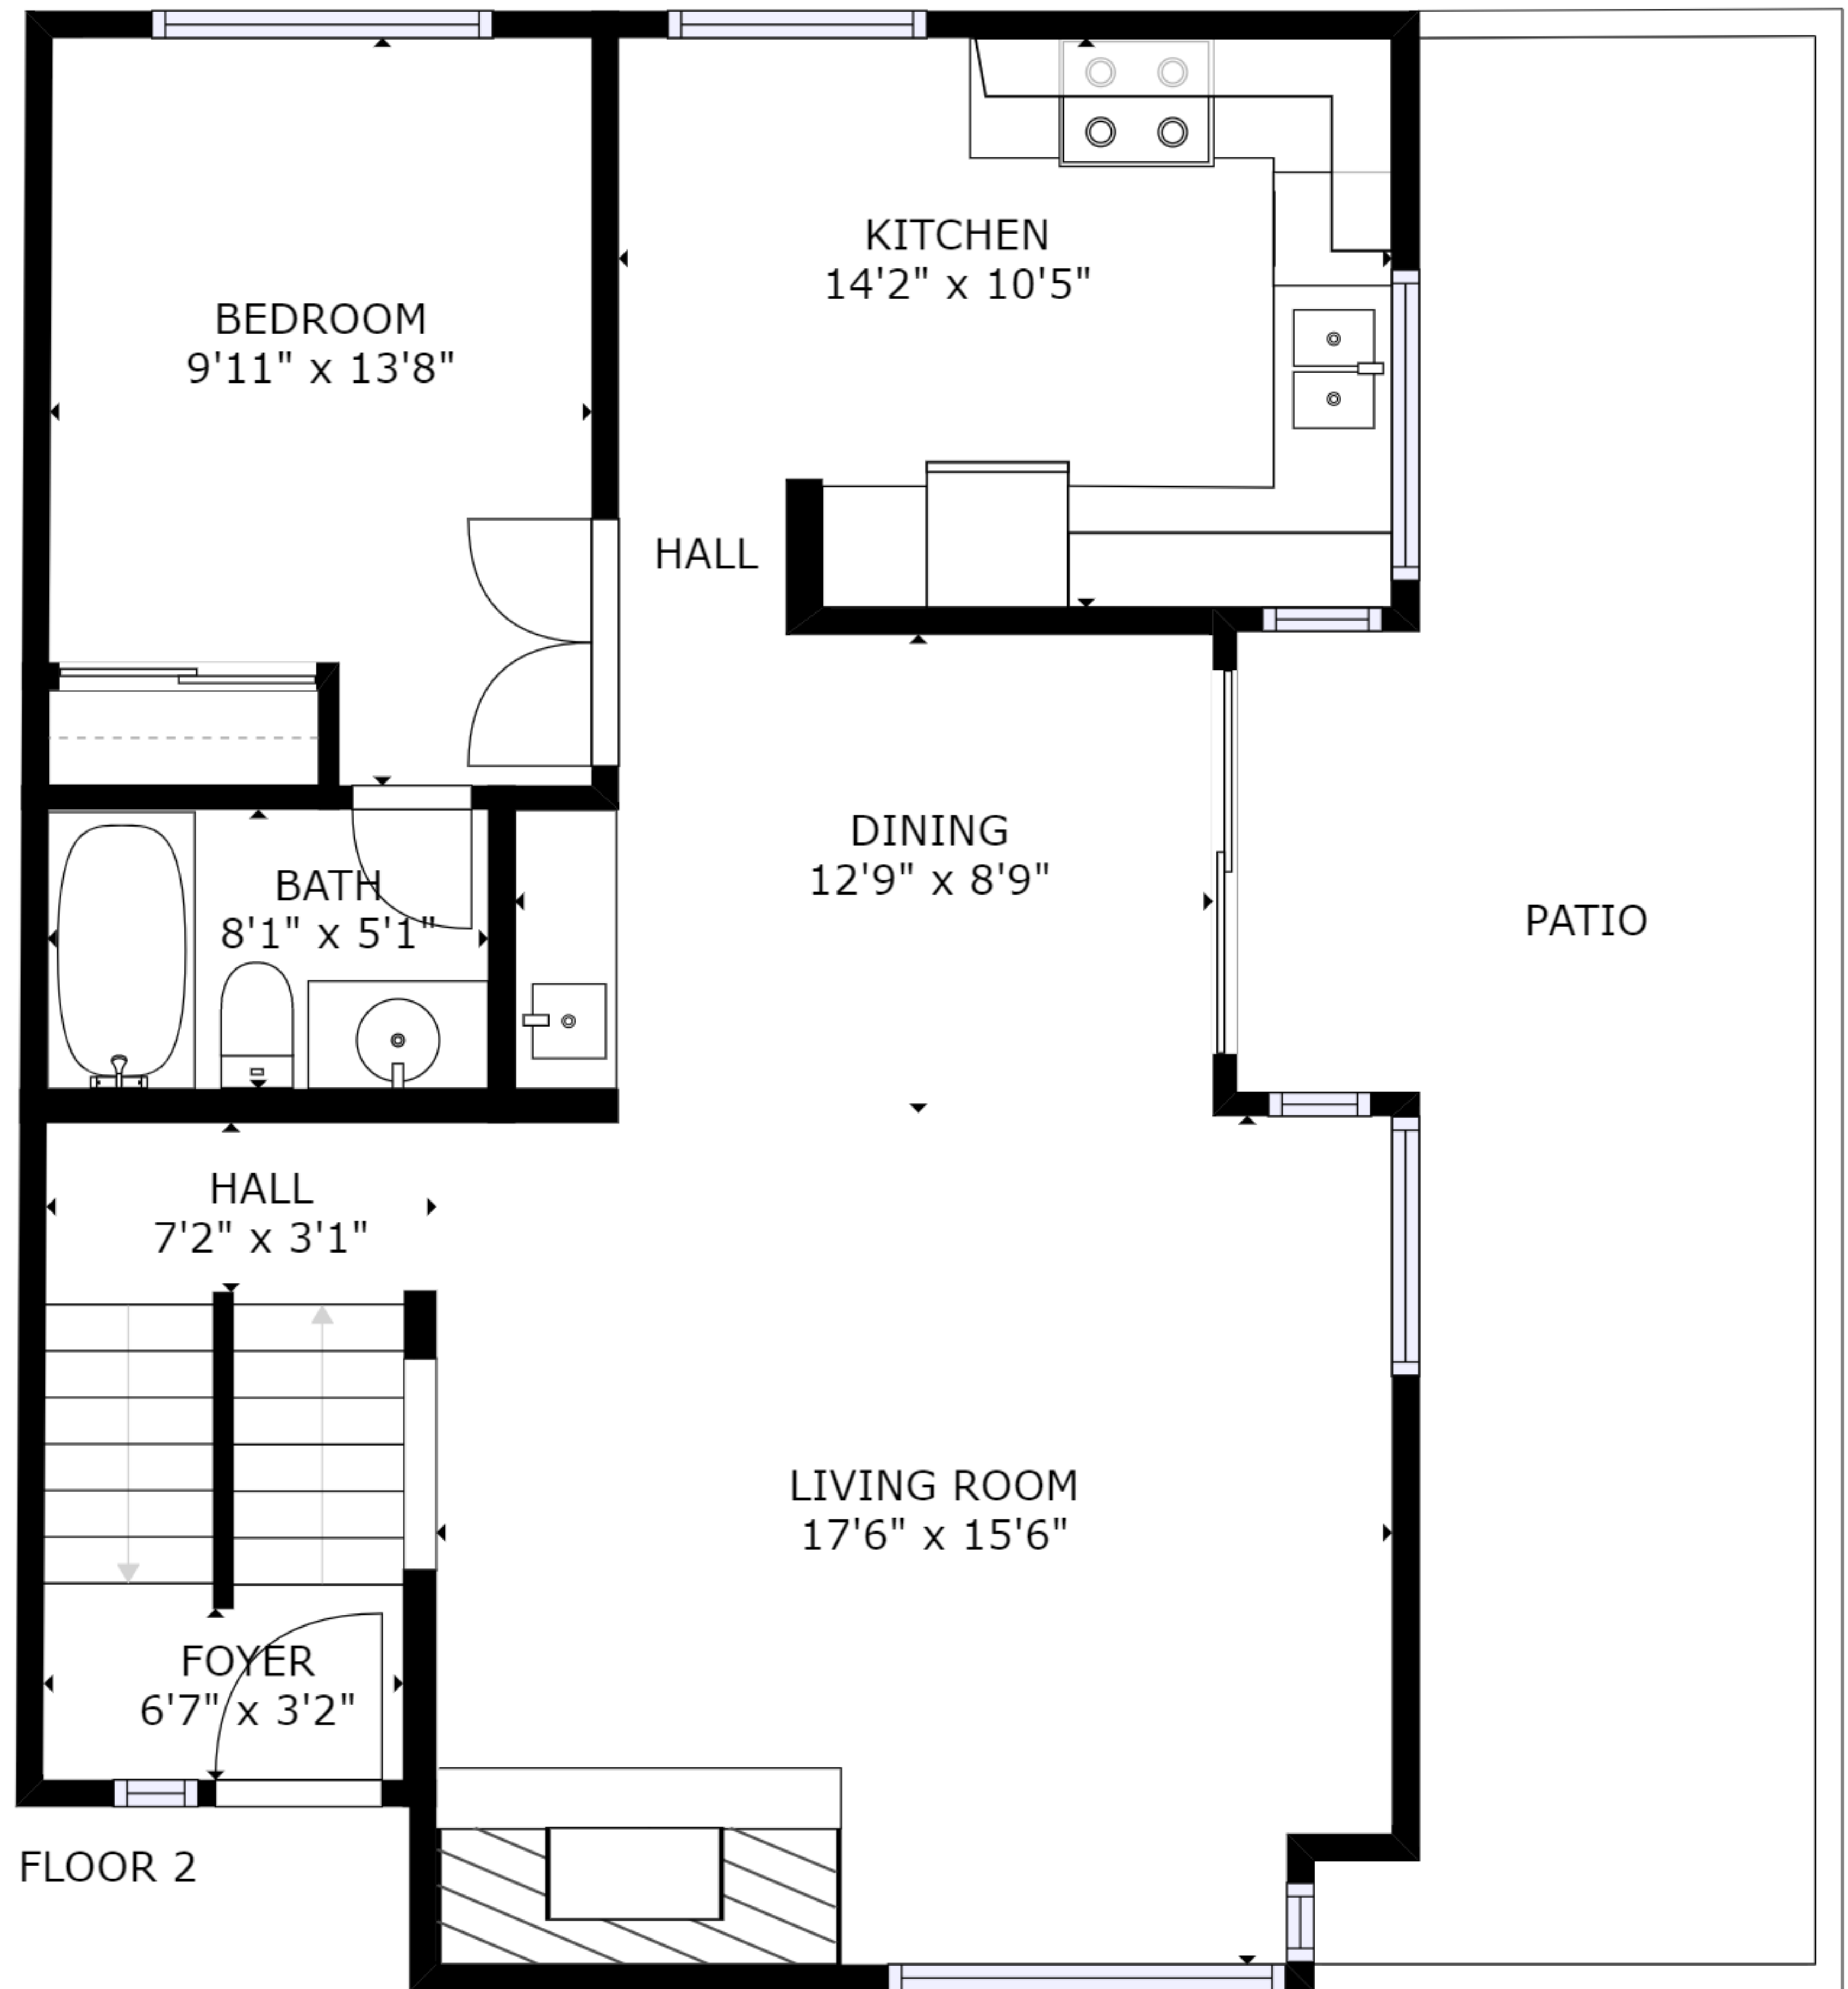 KITCHEN
14'2" x 10'5"
BEDROOM
9'11" x 13'8"
HALL
DINING
12'9" x 8'9"
BATH
8'1" x 5'1"
PATIO
HALL
7'2" x 3'1"
LIVING ROOM
17'6" x 15'6"
FOYER
6'7" x 3'2"
FLOOR 2